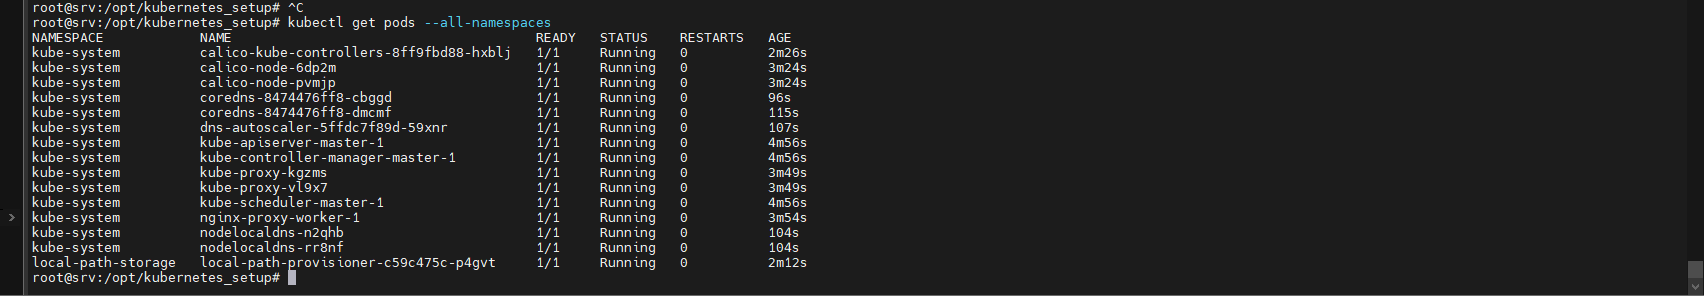 root@srv:/opt/kubernetes_setup# ^C
root@srv:/opt/kubernetes_setup# kubectl get pods --all-namespaces
NAMESPACE NAME READY STATUS RESTARTS AGE
kube-system calico-kube-controllers-8ff9fbd88-hxblj 1/1 Running 0 2m26s
kube-system calico-node-6dp2m 1/1 Running 0 3m24s
kube-system calico-node-pvmjp 1/1 Running 0 3m24s
kube-system coredns-8474476ff8-cbggd 1/1 Running 0 96s
kube-system coredns-8474476ff8-dmcmf 1/1 Running 0 115s
kube-system dns-autoscaler-5ffdc7f89d-59xnr 1/1 Running 0 107s
kube-system kube-apiserver-master-1 1/1 Running 0 4m56s
kube-system kube-controller-manager-master-1 1/1 Running 0 4m56s
kube-system kube-proxy-kgzms 1/1 Running 0 3m49s
kube-system kube-proxy-vl9x7 1/1 Running 0 3m49s
kube-system kube-scheduler-master-1 1/1 Running 0 4m56s
kube-system nginx-proxy-worker-1 1/1 Running 0 3m54s
kube-system nodelocaldns-n2qhb 1/1 Running 0 104s
kube-system nodelocaldns-rr8nf 1/1 Running 0 104s
local-path-storage local-path-provisioner-c59c475c-p4gvt 1/1 Running 0 2m12s
root@srv:/opt/kubernetes_setup#